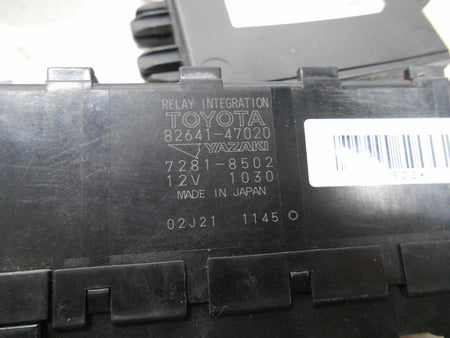 RELAY INTEGRATION
TOYOTA
82641-47020
YAZAKI
7281-8502
12V 1030
MADE IN JAPAN
02J21 1145